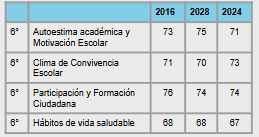 2016 2028 2024
6° Autoestima académica y Motivación Escolar 73 75 71
6° Clima de Convivencia Escolar 71 70 73
6° Participación y Formación Ciudadana 76 74 74
6° Hábitos de vida saludable 68 68 67